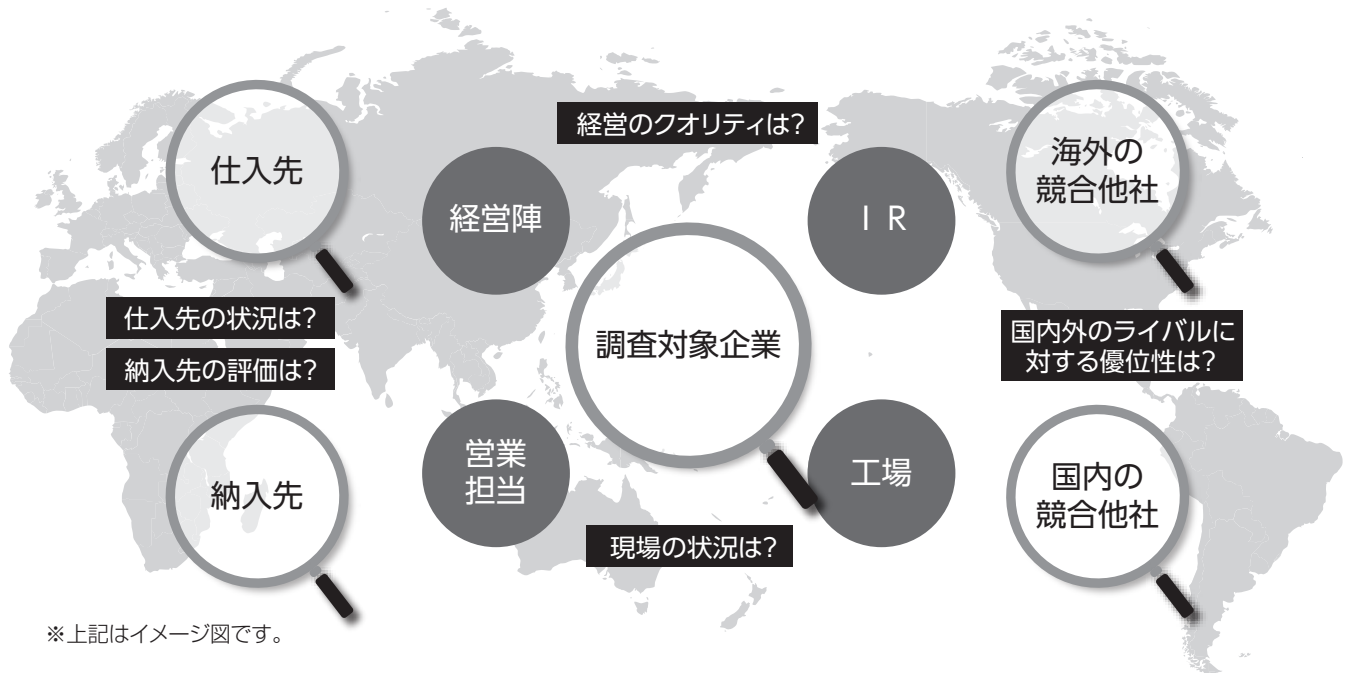 経営のクオリティは?
仕入先
経営陣
I R
海外の
競合他社
仕入先の状況は?
納入先の評価は?
調査対象企業
国内外のライバルに
対する優位性は?
納入先
営業
担当
工場
国内の
競合他社
現場の状況は?
※上記はイメージ図です。